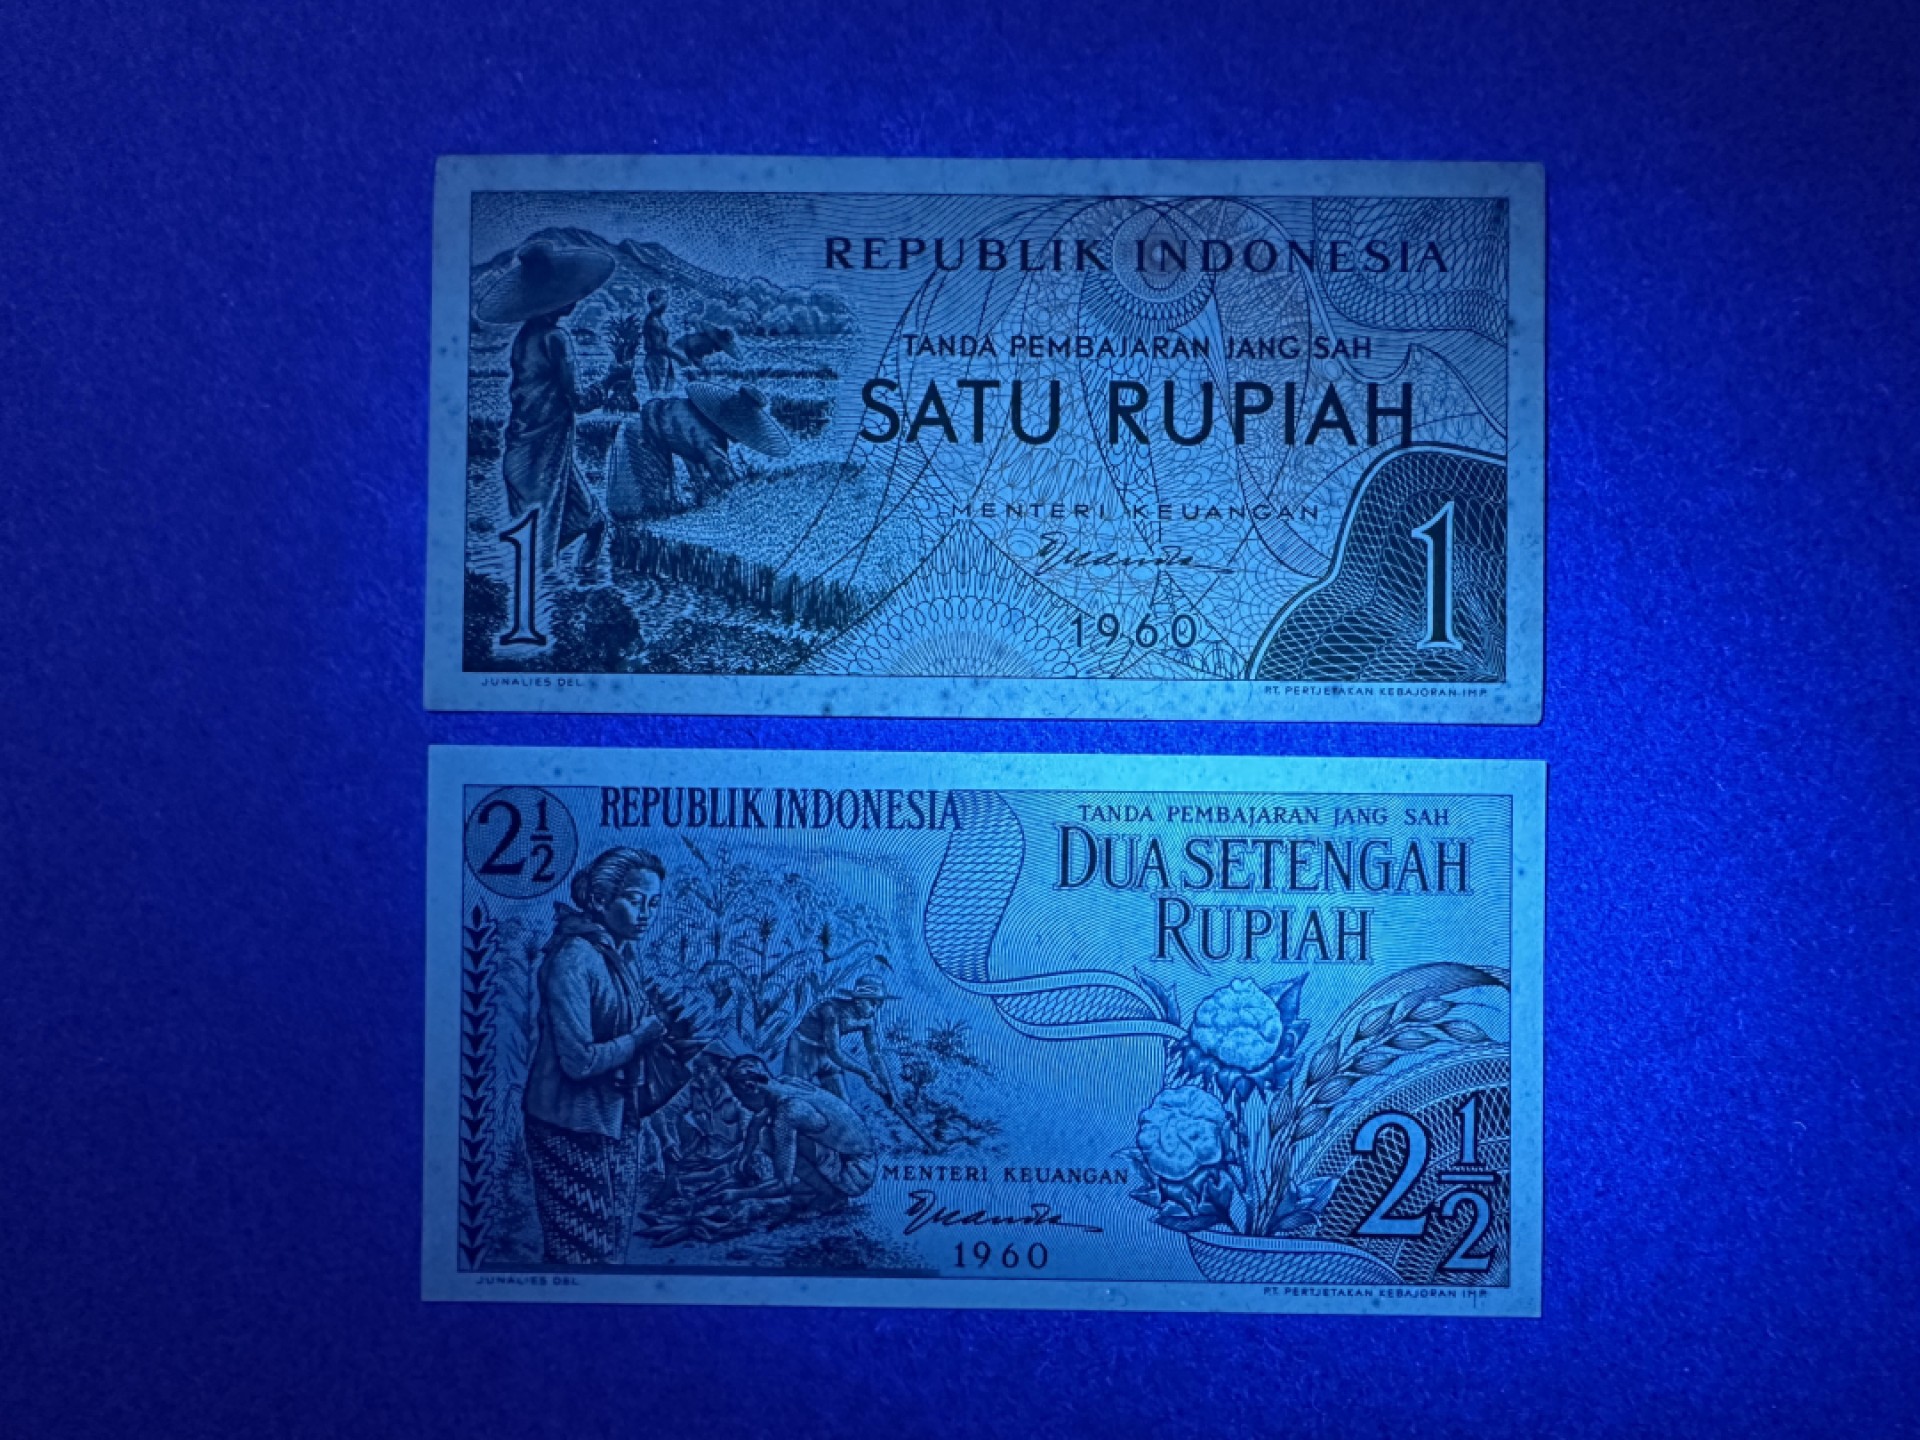 REPUBLIK INDONESIA
TANDA PEMBAJARAN JANG SAH
SATU RUPIAH
MENTERI KEUANGAN
1960
1
1
JUNALIES DEL.
P.T. PERTJETAKAN KEBAJORAN IMP.
2½
REPUBLIK INDONESIA
TANDA PEMBAJARAN JANG SAH
DUA SETENGAH
RUPIAH
MENTERI KEUANGAN
1960
2½
JUNALIES DEL.
P.T. PERTJETAKAN KEBAJORAN IMP.